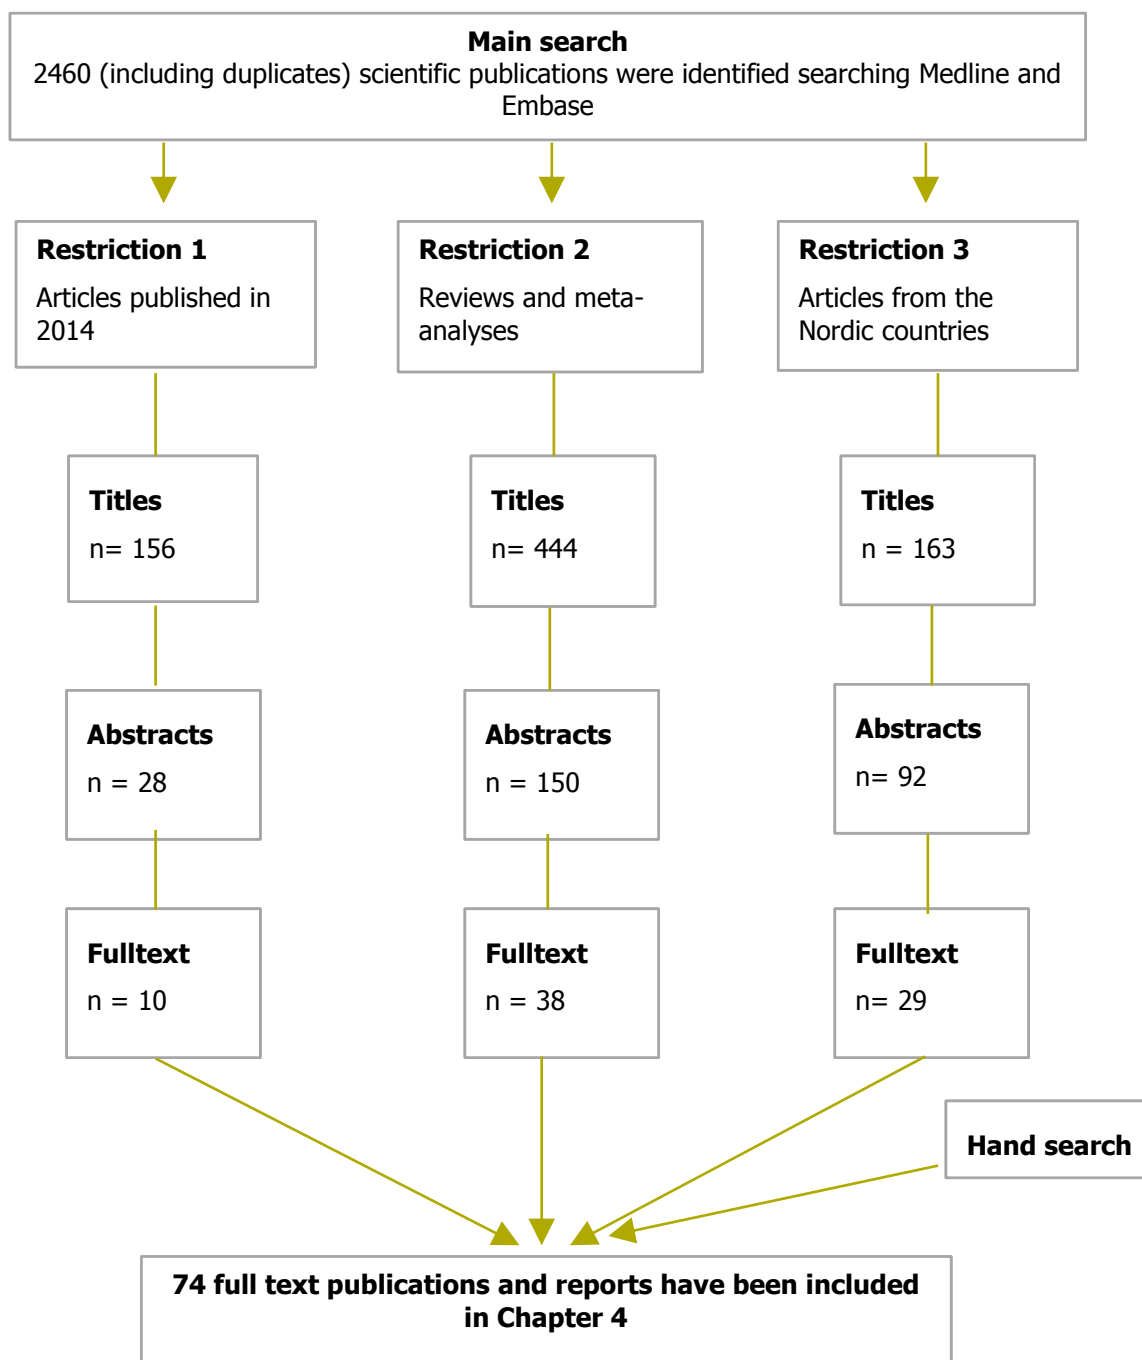 Main search
2460 (including duplicates) scientific publications were identified searching Medline and
Embase
Restriction 1
Articles published in
2014
Restriction 2
Reviews and meta-
analyses
Restriction 3
Articles from the
Nordic countries
Titles
n= 156
Titles
n= 444
Titles
n = 163
Abstracts
n = 28
Abstracts
n = 150
Abstracts
n= 92
Fulltext
n = 10
Fulltext
n = 38
Fulltext
n= 29
Hand search
74 full text publications and reports have been included
in Chapter 4